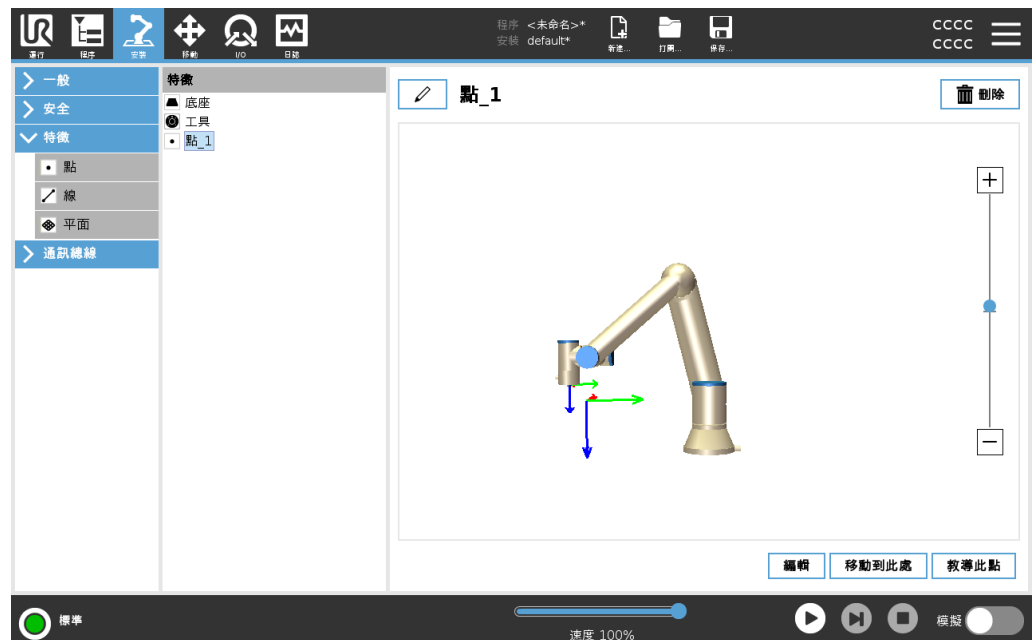 UR
運行
程序
安裝
移動
I/O
日誌
程序 <未命名>*
安裝 default*
新建...
打開...
保存...
CCCC
CCCC
一般
安全
特徵
點
線
平面
通訊總線
特徵
底座
工具
點_1
點_1
刪除
編輯
移動到此處
教導此點
標準
速度 100%
模擬